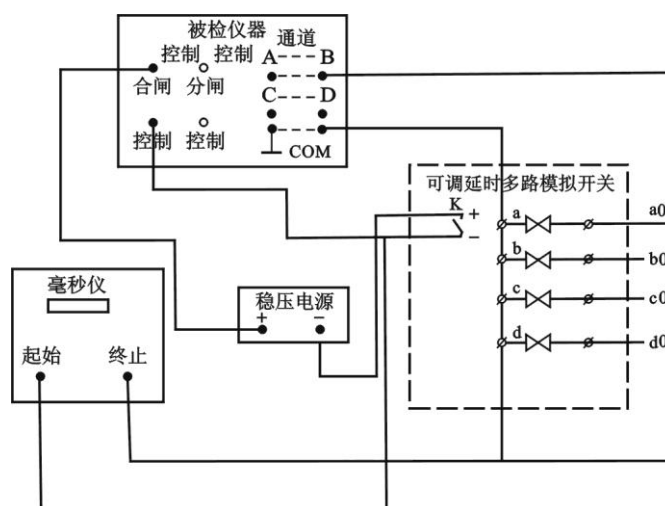 被检仪器
控制 控制 通道
A B
合闸 分闸
C D
控制 控制
COM
可调延时多路模拟开关
K + a a0
−
b b0
c c0
d d0
毫秒仪
稳压电源
+ −
起始 终止